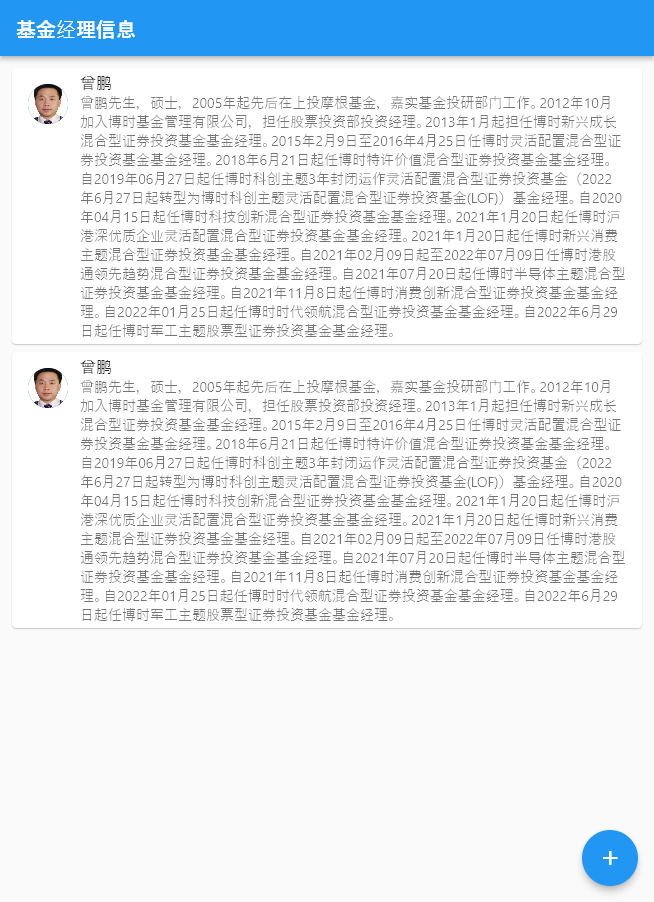 基金经理信息
曾鹏
曾鹏先生，硕士，2005年起先后在上投摩根基金，嘉实基金投研部门工作。2012年10月
加入博时基金管理有限公司，担任股票投资部投资经理。2013年1月起担任博时新兴成长
混合型证券投资基金基金经理。2015年2月9日至2016年4月25日任博时灵活配置混合型证
券投资基金基金经理。2018年6月21日起任博时特许价值混合型证券投资基金基金经理。
自2019年06月27日起任博时科创主题3年封闭运作灵活配置混合型证券投资基金（2022
年6月27日起转型为博时科创主题灵活配置混合型证券投资基金(LOF)）基金经理。自2020
年04月15日起任博时科技创新混合型证券投资基金基金经理。2021年1月20日起任博时沪
港深优质企业灵活配置混合型证券投资基金基金经理。2021年1月20日起任博时新兴消费
主题混合型证券投资基金基金经理。自2021年02月09日起至2022年07月09日任博时港股
通领先趋势混合型证券投资基金基金经理。自2021年07月20日起任博时半导体主题混合型
证券投资基金基金经理。自2021年11月8日起任博时消费创新混合型证券投资基金基金经
理。自2022年01月25日起任博时时代领航混合型证券投资基金基金经理。自2022年6月29
日起任博时军工主题股票型证券投资基金基金经理。
曾鹏
曾鹏先生，硕士，2005年起先后在上投摩根基金，嘉实基金投研部门工作。2012年10月
加入博时基金管理有限公司，担任股票投资部投资经理。2013年1月起担任博时新兴成长
混合型证券投资基金基金经理。2015年2月9日至2016年4月25日任博时灵活配置混合型证
券投资基金基金经理。2018年6月21日起任博时特许价值混合型证券投资基金基金经理。
自2019年06月27日起任博时科创主题3年封闭运作灵活配置混合型证券投资基金（2022
年6月27日起转型为博时科创主题灵活配置混合型证券投资基金(LOF)）基金经理。自2020
年04月15日起任博时科技创新混合型证券投资基金基金经理。2021年1月20日起任博时沪
港深优质企业灵活配置混合型证券投资基金基金经理。2021年1月20日起任博时新兴消费
主题混合型证券投资基金基金经理。自2021年02月09日起至2022年07月09日任博时港股
通领先趋势混合型证券投资基金基金经理。自2021年07月20日起任博时半导体主题混合型
证券投资基金基金经理。自2021年11月8日起任博时消费创新混合型证券投资基金基金经
理。自2022年01月25日起任博时时代领航混合型证券投资基金基金经理。自2022年6月29
日起任博时军工主题股票型证券投资基金基金经理。